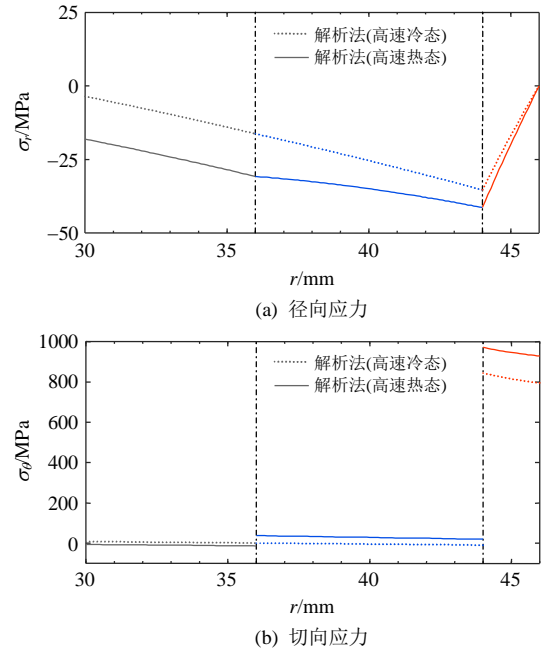 25
0
−25
−50
σr/MPa
解析法(高速冷态)
解析法(高速热态)
30 35 40 45
r/mm
(a) 径向应力
1000
800
600
400
200
0
σθ/MPa
解析法(高速冷态)
解析法(高速热态)
30 35 40 45
r/mm
(b) 切向应力